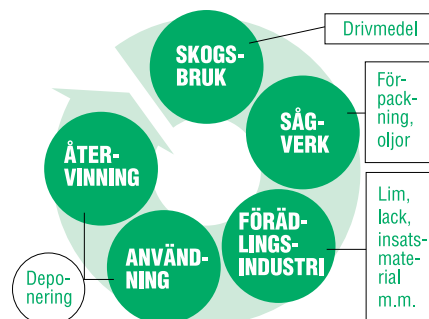 Drivmedel
SKOGS-
BRUK
För-
pack-
ning,
oljor
SÅG-
VERK
Lim,
lack,
insats-
mate-
rial
m.m.
FÖRÄD-
LINGS-
INDUSTRI
ANVÄND-
NING
ÅTER-
VINNING
Depo-
nering